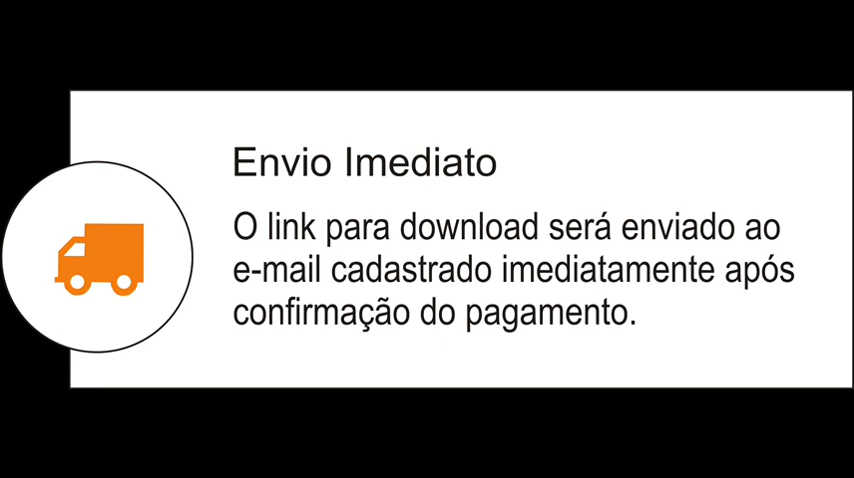 Envio Imediato
O link para download será enviado ao
e-mail cadastrado imediatamente após
confirmação do pagamento.